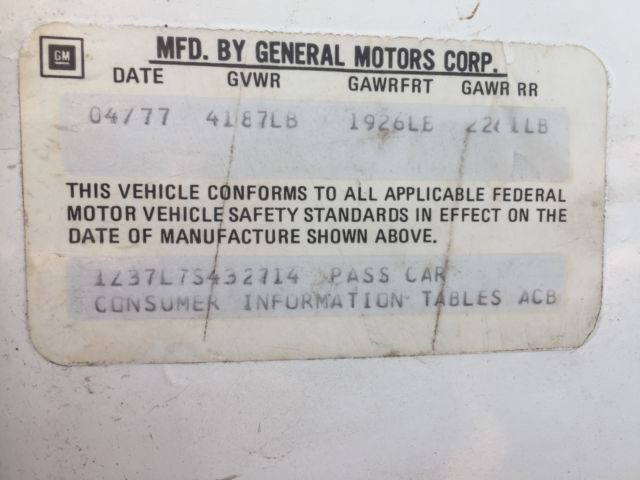 GM
MFD. BY GENERAL MOTORS CORP.
DATE GVWR GAWRFRT GAWR RR
04/77 4187LB 1926LB
THIS VEHICLE CONFORMS TO ALL APPLICABLE FEDERAL
MOTOR VEHICLE SAFETY STANDARDS IN EFFECT ON THE
DATE OF MANUFACTURE SHOWN ABOVE.
1Z37L7S432714 PASS CAR
CONSUMER INFORMATION TABLES ACB